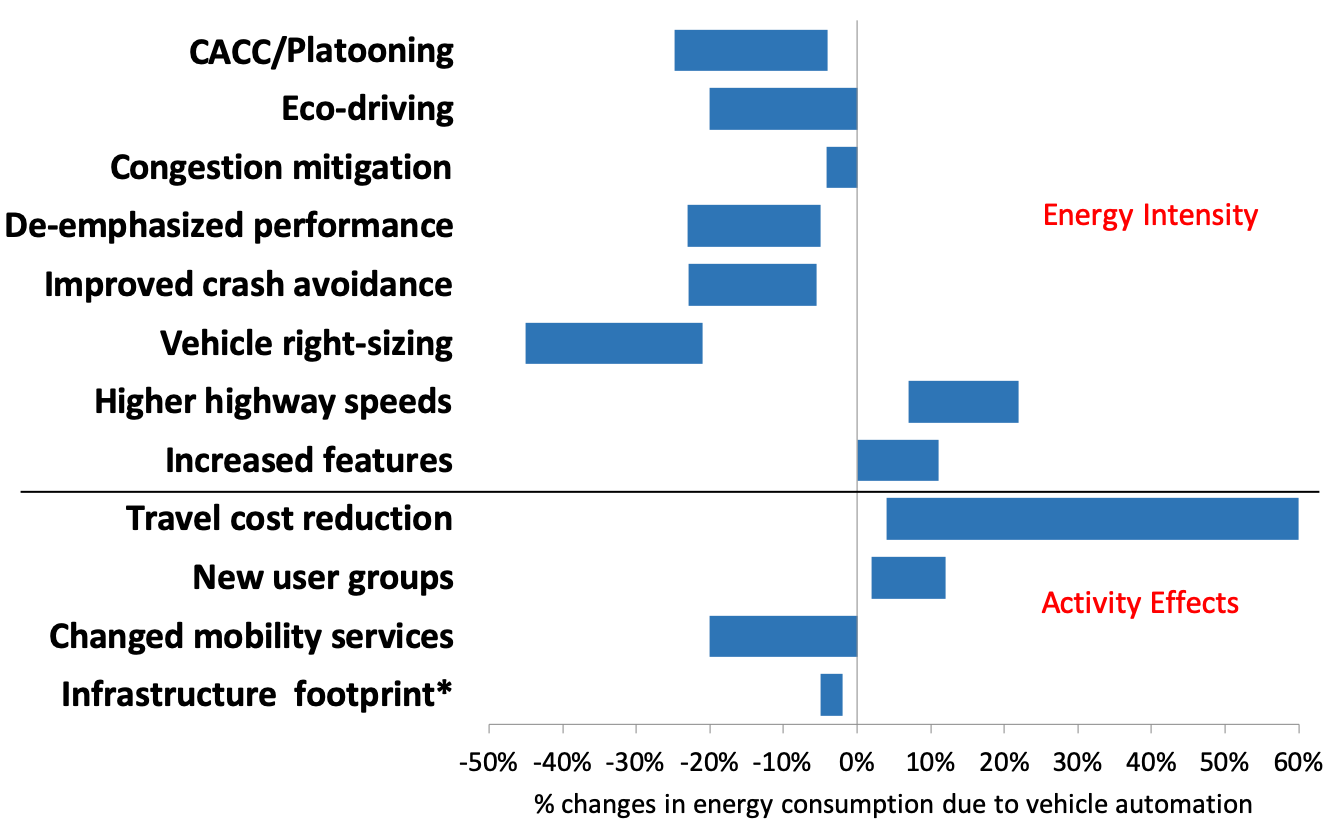 CACC/Platooning
Eco-driving
Congestion mitigation
De-emphasized performance
Energy Intensity
Improved crash avoidance
Vehicle right-sizing
Higher highway speeds
Increased features
Travel cost reduction
New user groups
Activity Effects
Changed mobility services
Infrastructure footprint*
-50% -40% -30% -20% -10% 0% 10% 20% 30% 40% 50% 60%
% changes in energy consumption due to vehicle automation